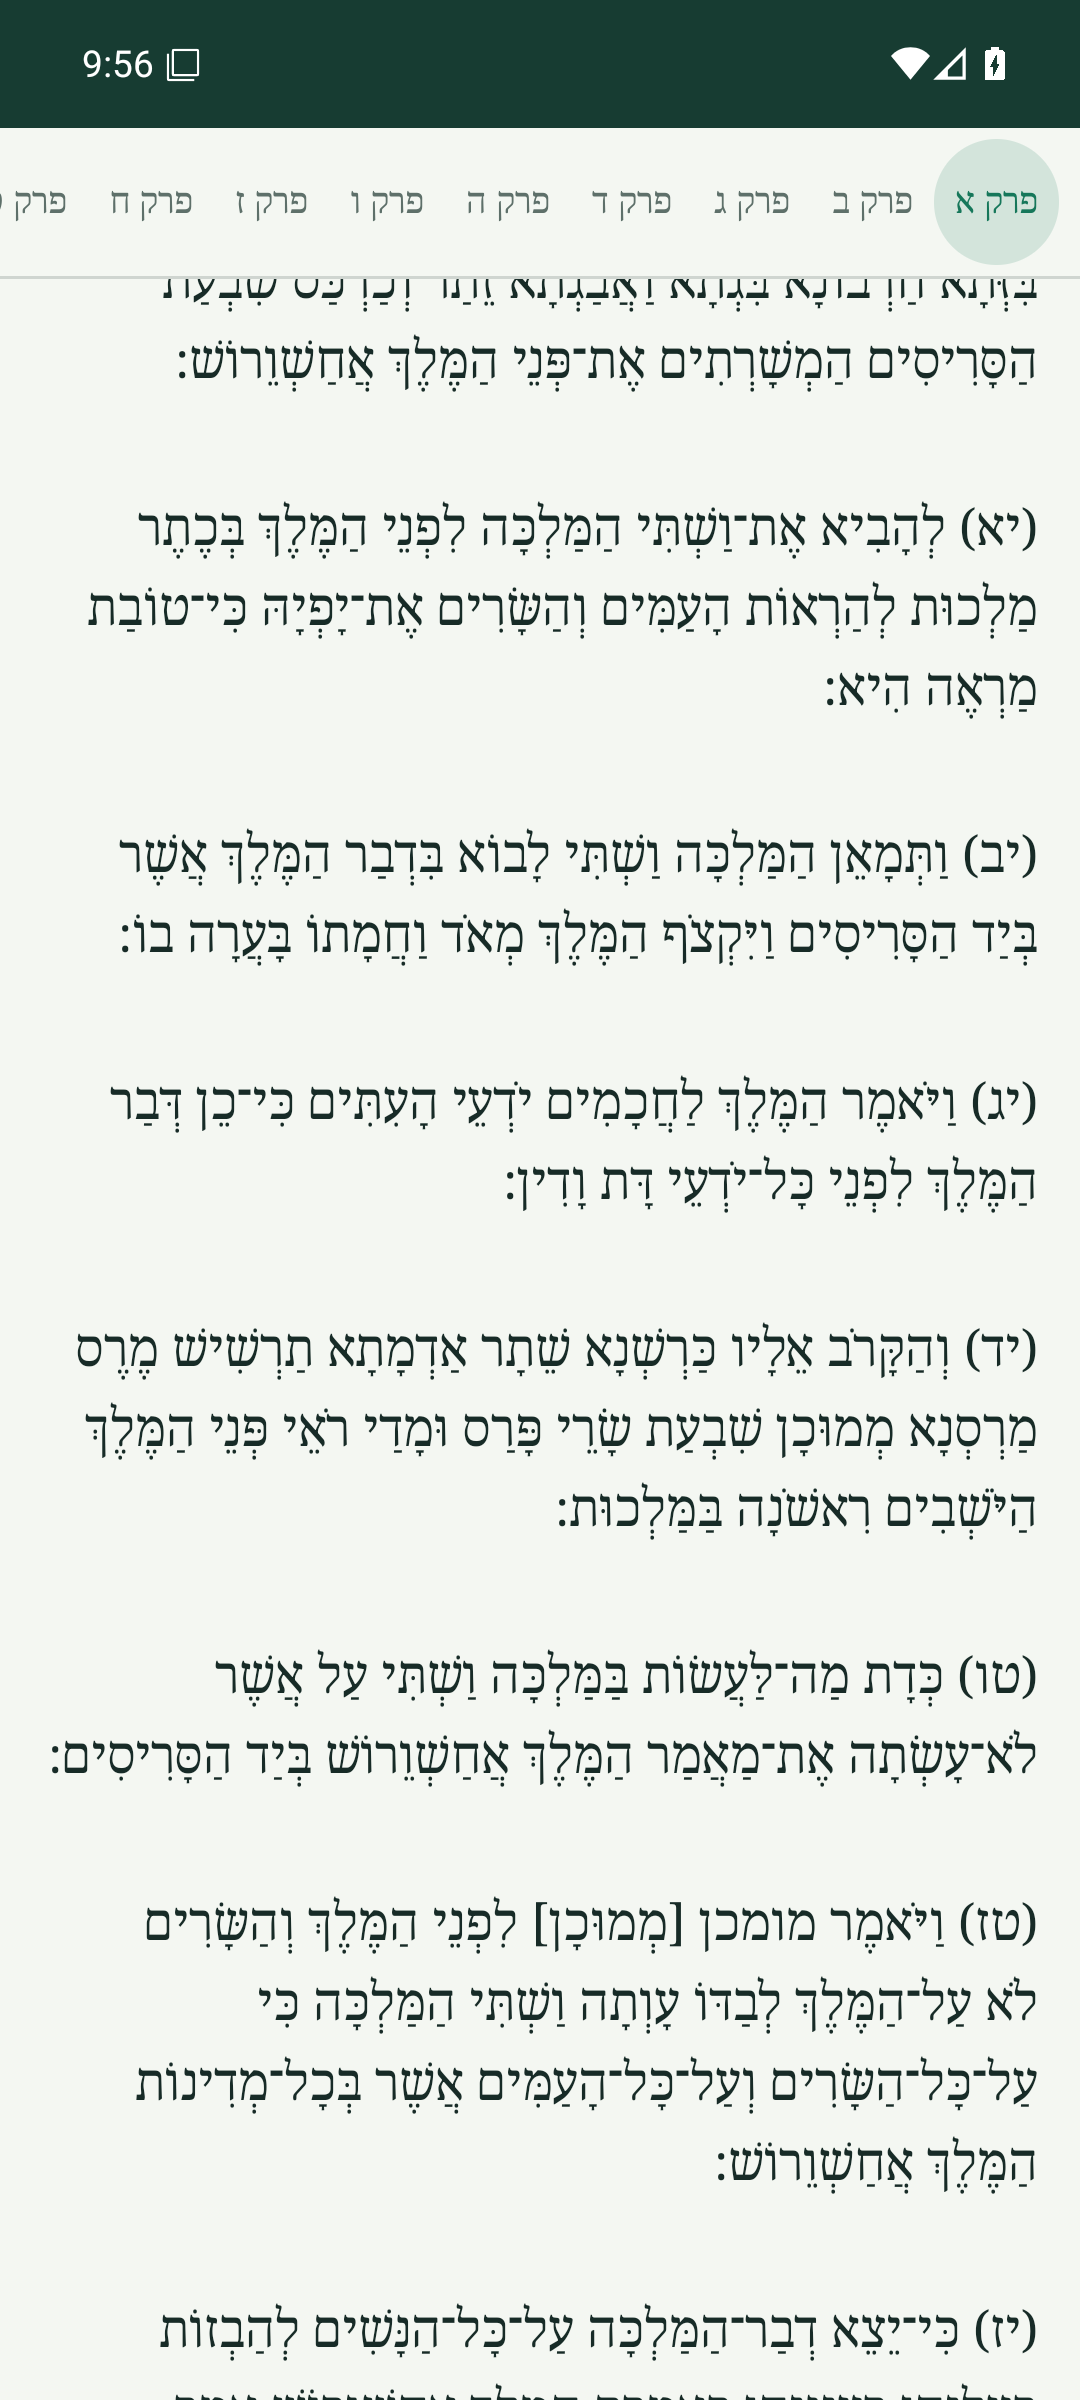 9:56
פרק א פרק ב פרק ג פרק ד פרק ה פרק ו פרק ז פרק ח פרק
בִּזְּתָא חַרְבוֹנָא בִּגְתָא וַאֲבַגְתָא זֵתַר וְכַרְכַּס שִׁבְעַת
הַסָּרִיסִים הַמְשָׁרְתִים אֶת־פְּנֵי הַמֶּלֶךְ אֲחַשְׁוֵרוֹשׁ:
(יא) לְהָבִיא אֶת־וַשְׁתִּי הַמַּלְכָּה לִפְנֵי הַמֶּלֶךְ בְּכֶתֶר
מַלְכוּת לְהַרְאוֹת הָעַמִּים וְהַשָּׂרִים אֶת־יָפְיָהּ כִּי־טוֹבַת
מַרְאֶה הִיא:
(יב) וַתְּמָאֵן הַמַּלְכָּה וַשְׁתִּי לָבוֹא בִּדְבַר הַמֶּלֶךְ אֲשֶׁר
בְּיַד הַסָּרִיסִים וַיִּקְצֹף הַמֶּלֶךְ מְאֹד וַחֲמָתוֹ בָּעֲרָה בוֹ:
(יג) וַיֹּאמֶר הַמֶּלֶךְ לַחֲכָמִים יֹדְעֵי הָעִתִּים כִּי־כֵן דְּבַר
הַמֶּלֶךְ לִפְנֵי כָּל־יֹדְעֵי דָּת וָדִין:
(יד) וְהַקָּרֹב אֵלָיו כַּרְשְׁנָא שֵׁתָר אַדְמָתָא תַרְשִׁישׁ מֶרֶס
מַרְסְנָא מְמוּכָן שִׁבְעַת שָׂרֵי פָּרַס וּמָדַי רֹאֵי פְּנֵי הַמֶּלֶךְ
הַיֹּשְׁבִים רִאשֹׁנָה בַּמַּלְכוּת:
(טו) כְּדָת מַה־לַּעֲשׂוֹת בַּמַּלְכָּה וַשְׁתִּי עַל אֲשֶׁר
לֹא־עָשְׂתָה אֶת־מַאֲמַר הַמֶּלֶךְ אֲחַשְׁוֵרוֹשׁ בְּיַד הַסָּרִיסִים:
(טז) וַיֹּאמֶר מומכן [מְמוּכָן] לִפְנֵי הַמֶּלֶךְ וְהַשָּׂרִים
לֹא עַל־הַמֶּלֶךְ לְבַדּוֹ עָוְתָה וַשְׁתִּי הַמַּלְכָּה כִּי
עַל־כָּל־הַשָּׂרִים וְעַל־כָּל־הָעַמִּים אֲשֶׁר בְּכָל־מְדִינוֹת
הַמֶּלֶךְ אֲחַשְׁוֵרוֹשׁ:
(יז) כִּי־יֵצֵא דְבַר־הַמַּלְכָּה עַל־כָּל־הַנָּשִׁים לְהַבְזוֹת